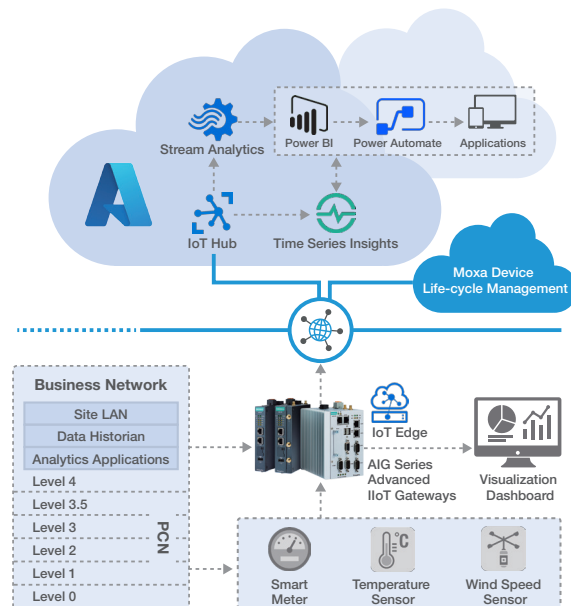 Stream Analytics
Power BI
Power Automate
Applications
IoT Hub
Time Series Insights
Moxa Device
Life-cycle Management
Business Network
Site LAN
Data Historian
Analytics Applications
Level 4
Level 3.5
Level 3
Level 2
Level 1
Level 0
PCN
IoT Edge
AIG Series
Advanced
IIoT Gateways
Visualization
Dashboard
°C
Smart
Meter
Temperature
Sensor
Wind Speed
Sensor